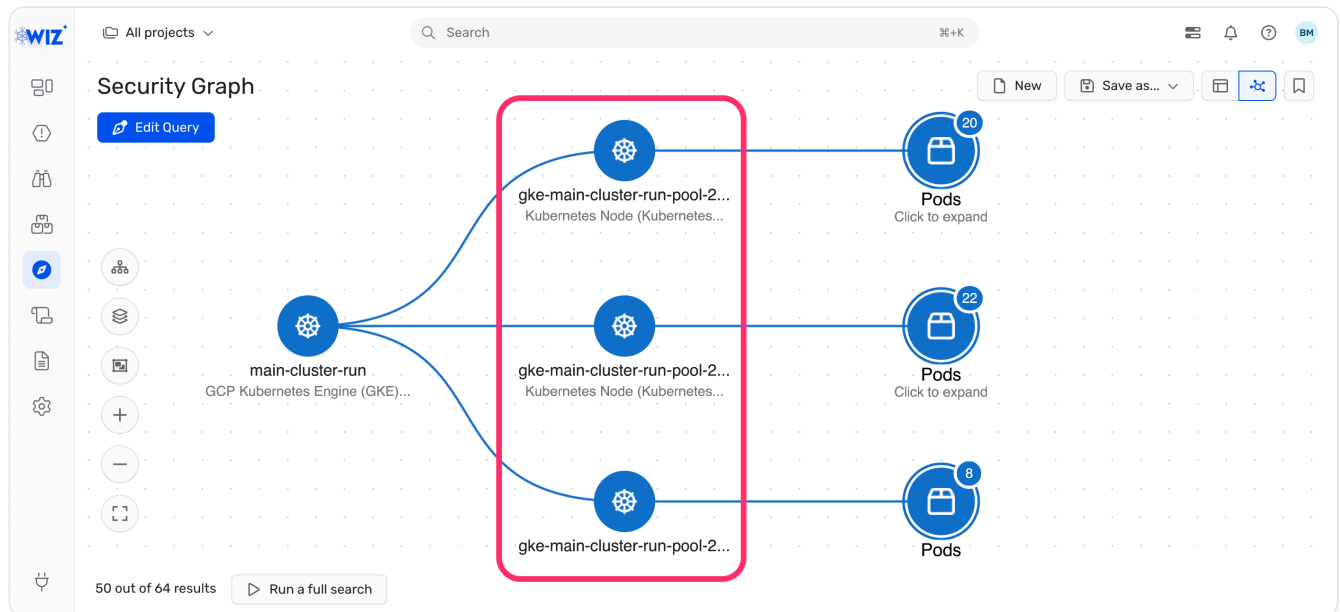 WIZ
All projects
Search
⌘+K
BM
Security Graph
New
Save as...
Edit Query
20
gke-main-cluster-run-pool-2...
Kubernetes Node (Kubernetes...
Pods
Click to expand
22
main-cluster-run
GCP Kubernetes Engine (GKE)...
gke-main-cluster-run-pool-2...
Kubernetes Node (Kubernetes...
Pods
Click to expand
8
gke-main-cluster-run-pool-2...
Pods
50 out of 64 results
Run a full search